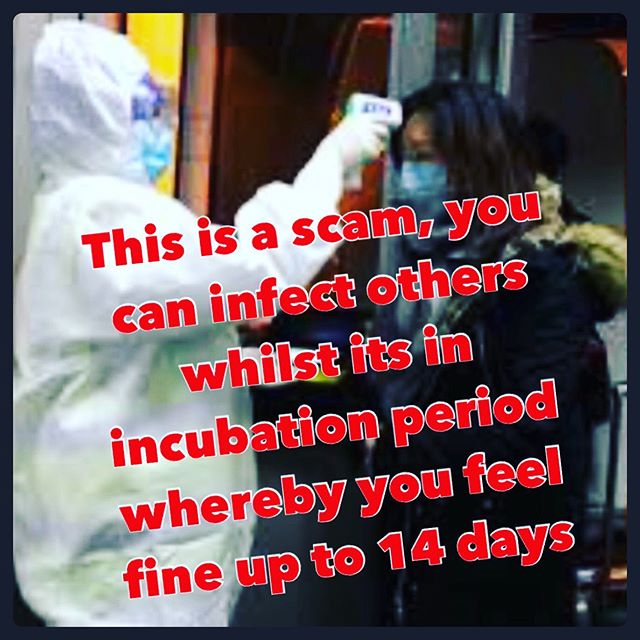 This is a scam, you
can infect others
whilst its in
incubation period
whereby you feel
fine up to 14 days